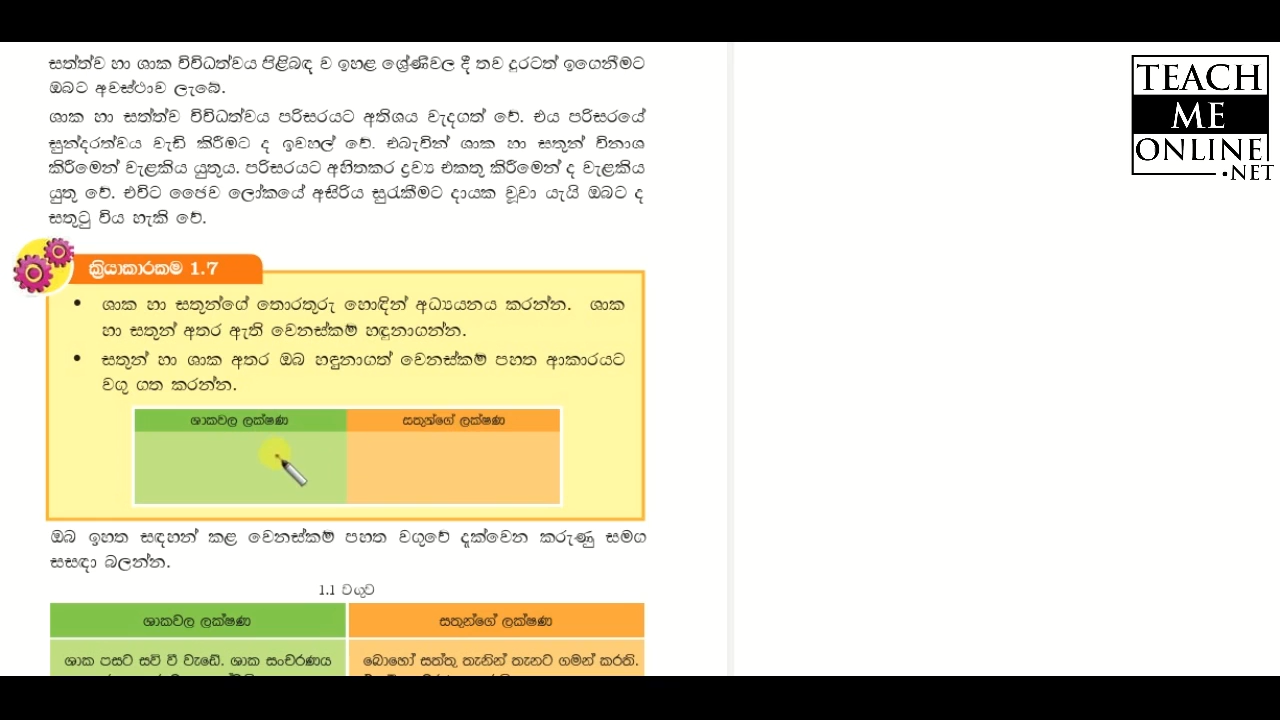 සත්ත්ව හා ශාක විවිධත්වය පිළිබඳ ව ඉහළ ශ්‍රේණිවල දී තව දුරටත් ඉගෙනීමට
ඔබට අවස්ථාව ලැබේ.
ශාක හා සත්ත්ව විවිධත්වය පරිසරයට අතිශය වැදගත් වේ. එය පරිසරයේ
සුන්දරත්වය වැඩි කිරීමට ද ඉවහල් වේ. එබැවින් ශාක හා සතුන් විනාශ
කිරීමෙන් වැළකිය යුතුය. පරිසරයට අහිතකර ද්‍රව්‍ය එකතු කිරීමෙන් ද වැළකිය
යුතු වේ. එවිට ජෛව ලෝකයේ අසිරිය සුරැකීමට දායක වූවා යැයි ඔබට ද
සතුටු විය හැකි වේ.
ක්‍රියාකාරකම 1.7
• ශාක හා සතුන්ගේ තොරතුරු හොඳින් අධ්‍යයනය කරන්න. ශාක
හා සතුන් අතර ඇති වෙනස්කම් හඳුනාගන්න.
• සතුන් හා ශාක අතර ඔබ හඳුනාගත් වෙනස්කම් පහත ආකාරයට
වගු ගත කරන්න.
ශාකවල ලක්ෂණ
සතුන්ගේ ලක්ෂණ
ඔබ ඉහත සඳහන් කළ වෙනස්කම් පහත වගුවේ දැක්වෙන කරුණු සමග
සසඳා බලන්න.
1.1 වගුව
ශාකවල ලක්ෂණ
සතුන්ගේ ලක්ෂණ
ශාක පසට සවි වී වැඩේ. ශාක සංචරණය
බොහෝ සත්තු තැනින් තැනට ගමන් කරති.
TEACH
ME
ONLINE
.NET